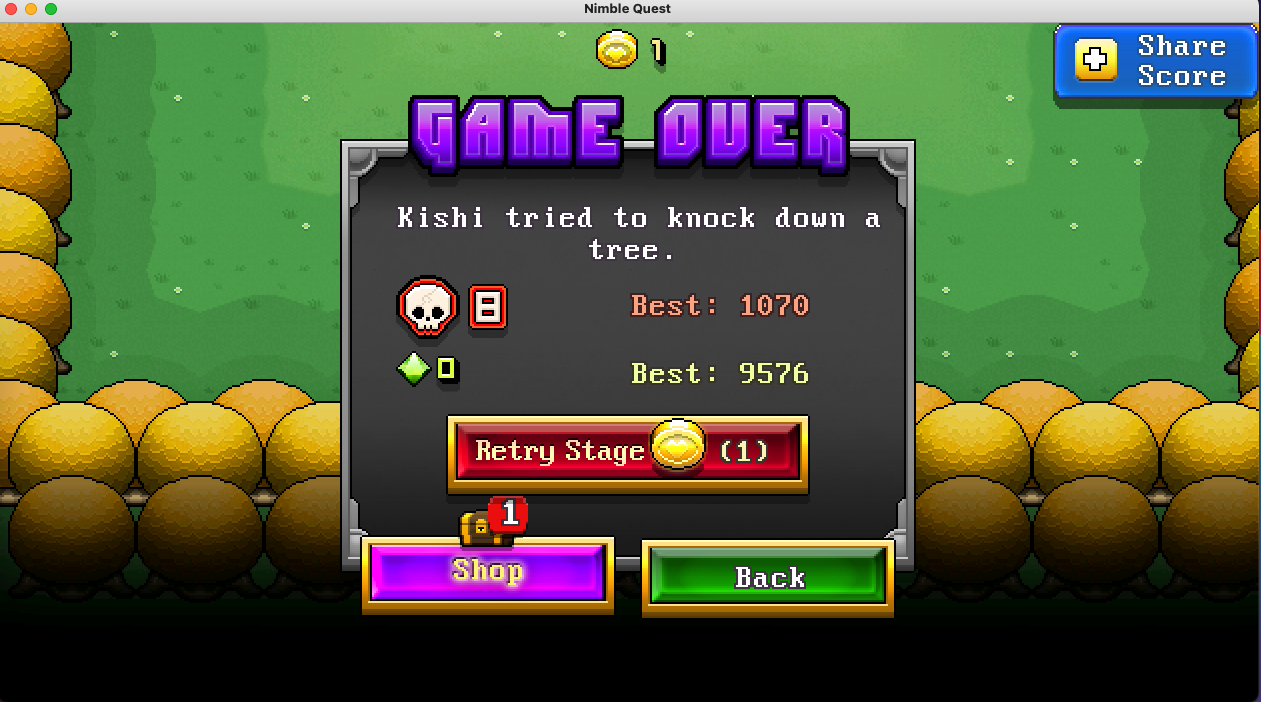 Nimble Quest
1
Share
Score
GAME OVER
Kishi tried to knock down a
tree.
8 Best: 1070
0 Best: 9576
Retry Stage (1)
1
Shop
Back